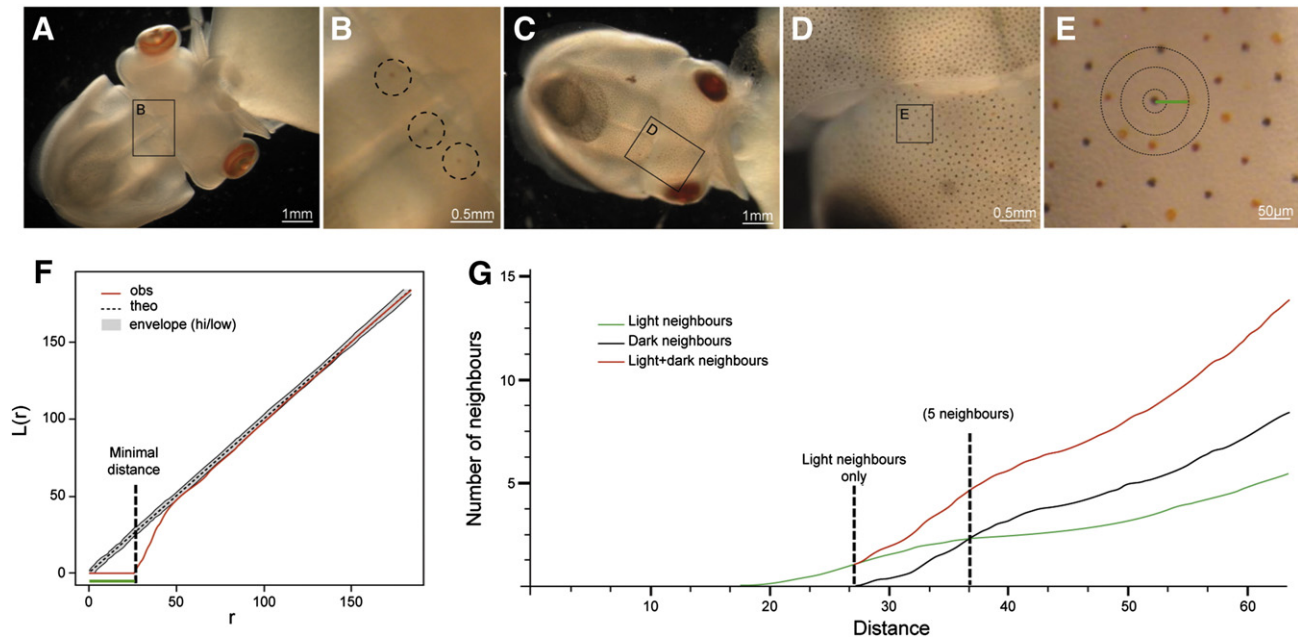 A
B
1mm
B
0.5mm
C
D
1mm
D
E
0.5mm
E
50µm
F
obs
theo
envelope (hi/low)
Minimal
distance
L(r)
150
100
50
0
0 50 100 150
r
G
Number of neighbours
15
10
5
Light neighbours
Dark neighbours
Light+dark neighbours
Light neighbours
only
(5 neighbours)
10 20 30 40 50 60
Distance